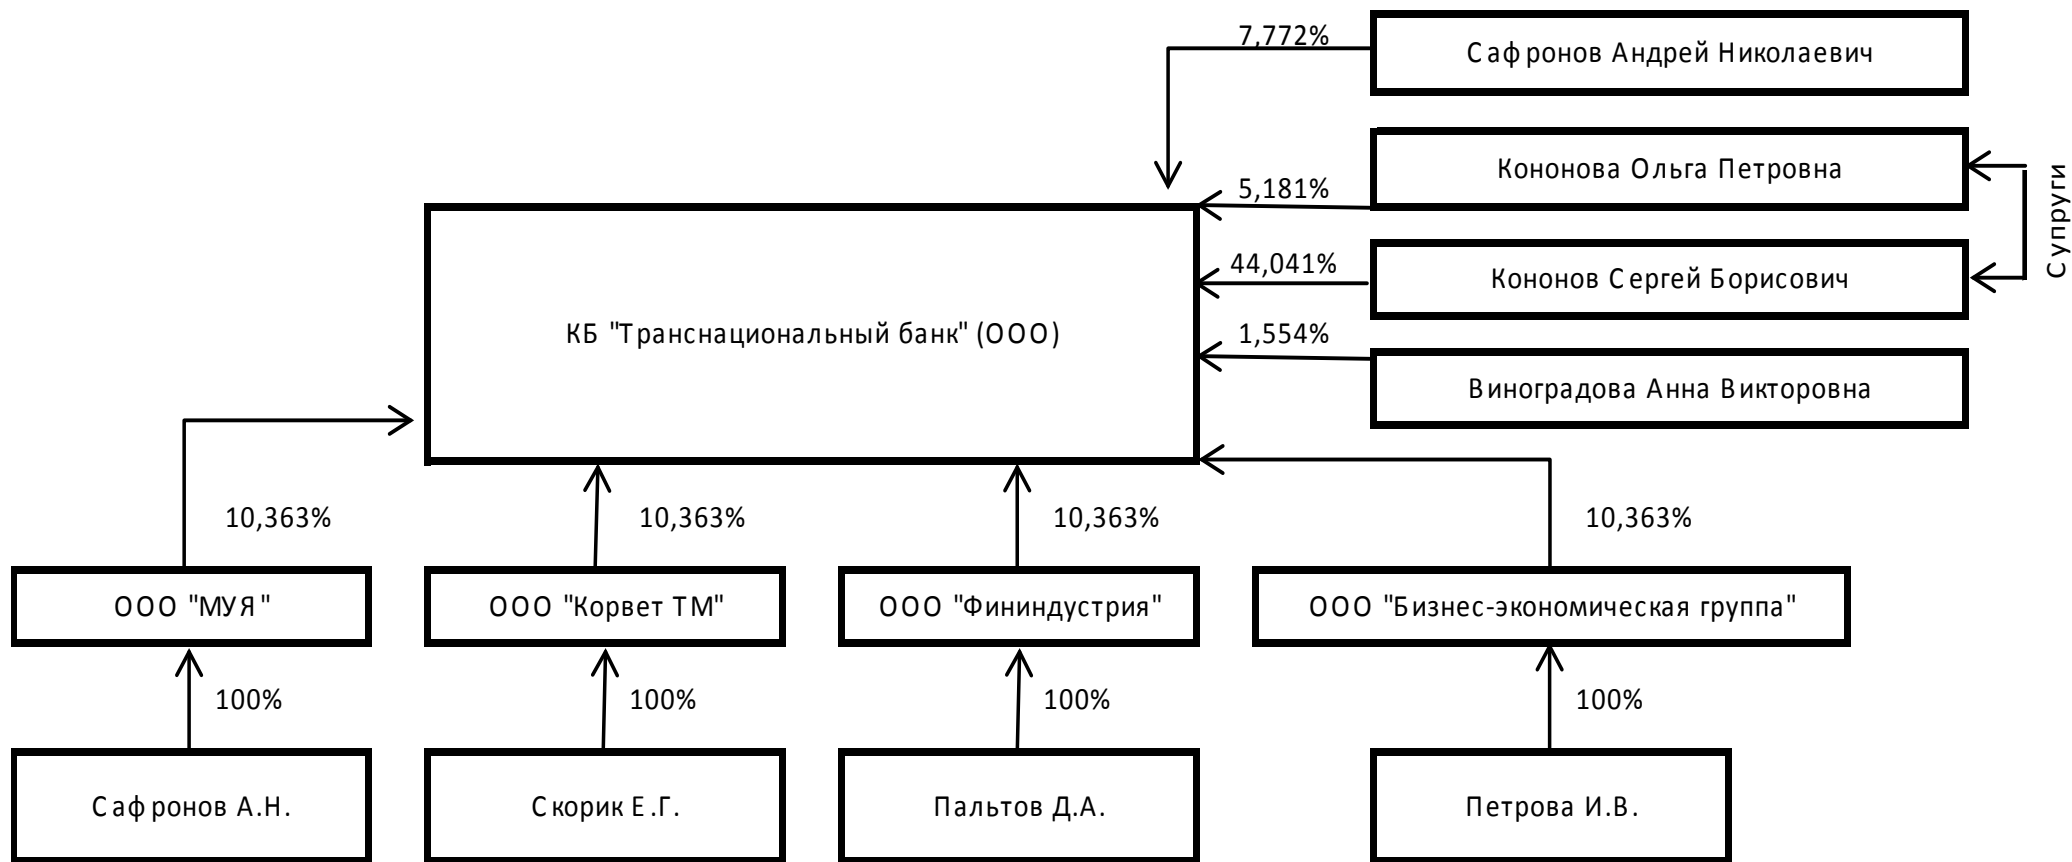 7,772%
Сафронов Андрей Николаевич
Кононова Ольга Петровна
5,181%
Супруги
44,041%
Кононов Сергей Борисович
КБ "Транснациональный банк" (ООО)
1,554%
Виноградова Анна Викторовна
10,363%
10,363%
10,363%
10,363%
ООО "МУЯ"
ООО "Корвет ТМ"
ООО "Фининдустрия"
ООО "Бизнес-экономическая группа"
100%
100%
100%
100%
Сафронов А.Н.
Скорик Е.Г.
Пальтов Д.А.
Петрова И.В.